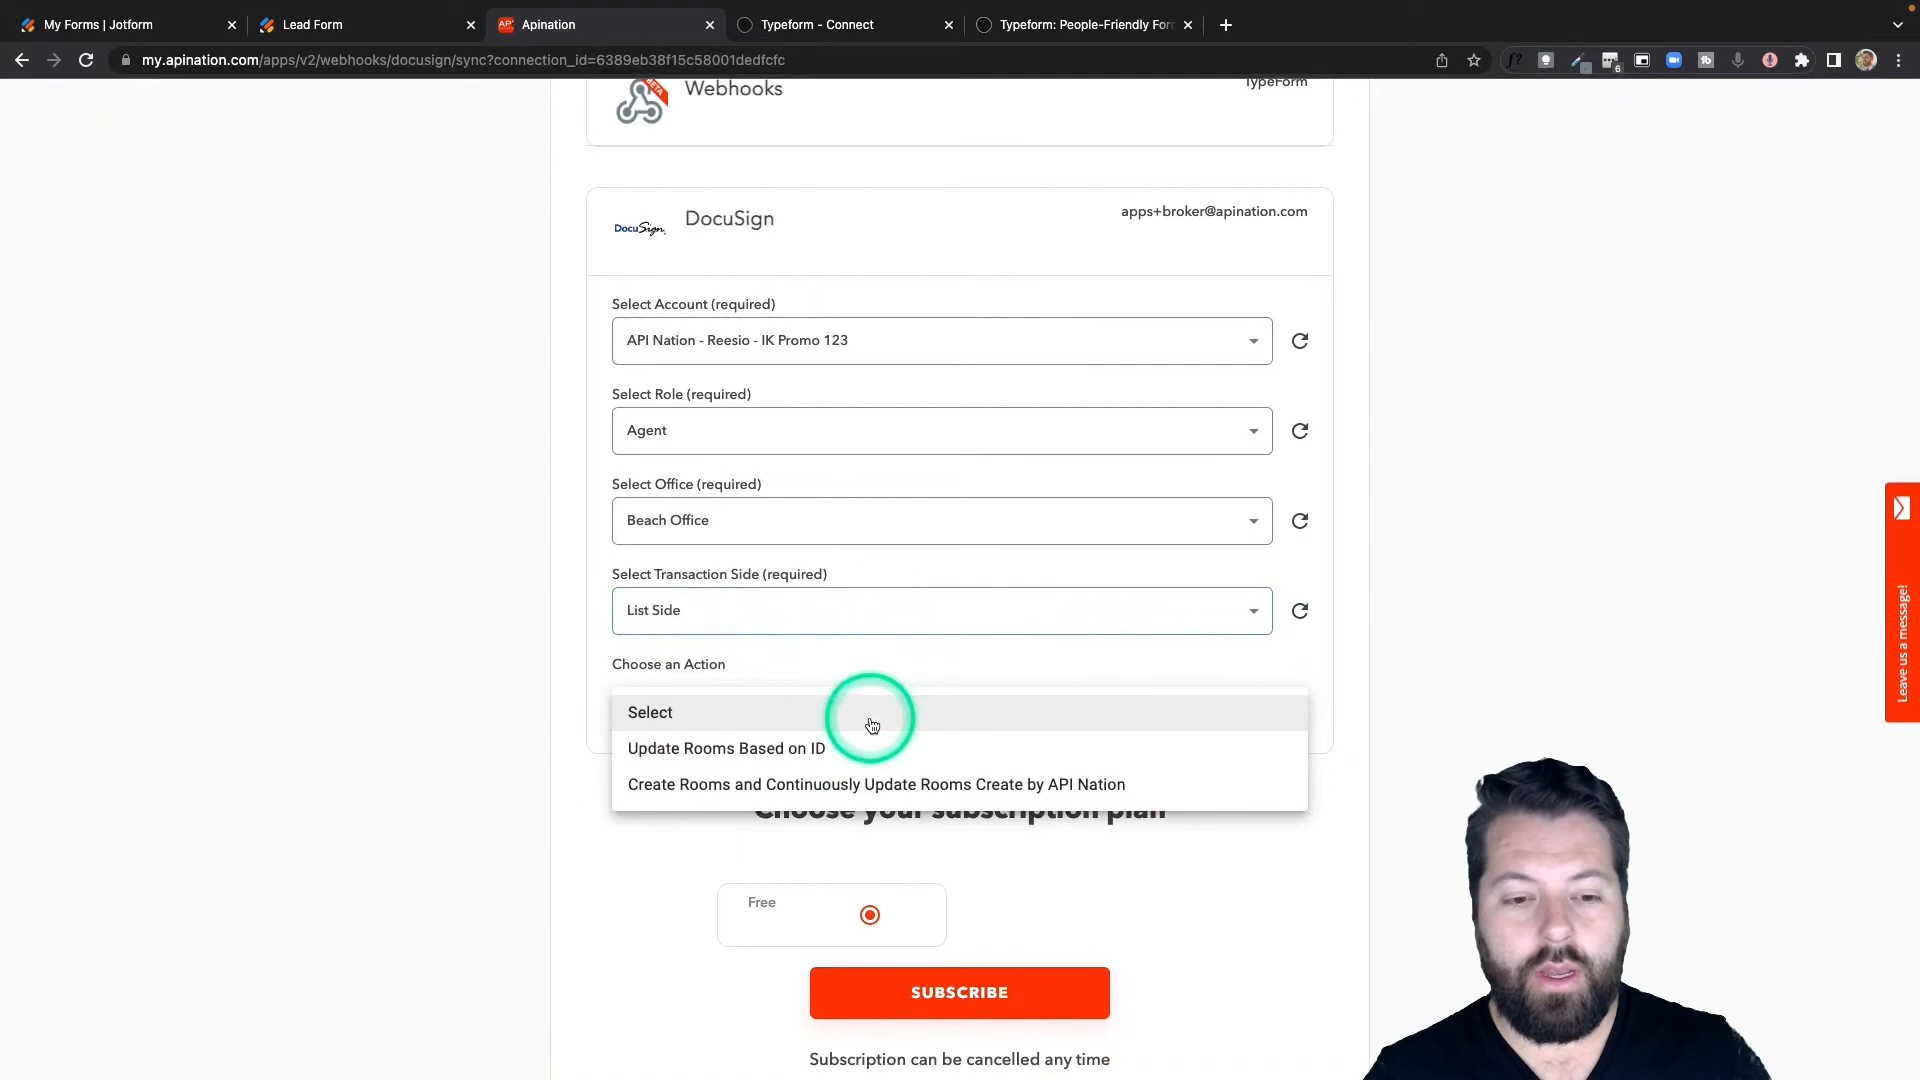 My Forms | Jotform
Lead Form
Apination
Typeform - Connect
Typeform: People-Friendly For
my.apination.com/apps/v2/webhooks/docusign/sync?connection_id=6389eb38f15c58001dedfcfc
Webhooks
TypeForm
DocuSign
DocuSign
apps+broker@apination.com
Select Account (required)
API Nation - Reesio - IK Promo 123
Select Role (required)
Agent
Select Office (required)
Beach Office
Select Transaction Side (required)
List Side
Choose an Action
Select
Update Rooms Based on ID
Create Rooms and Continuously Update Rooms Create by API Nation
Choose your subscription plan
Free
SUBSCRIBE
Subscription can be cancelled any time
Leave us a message!